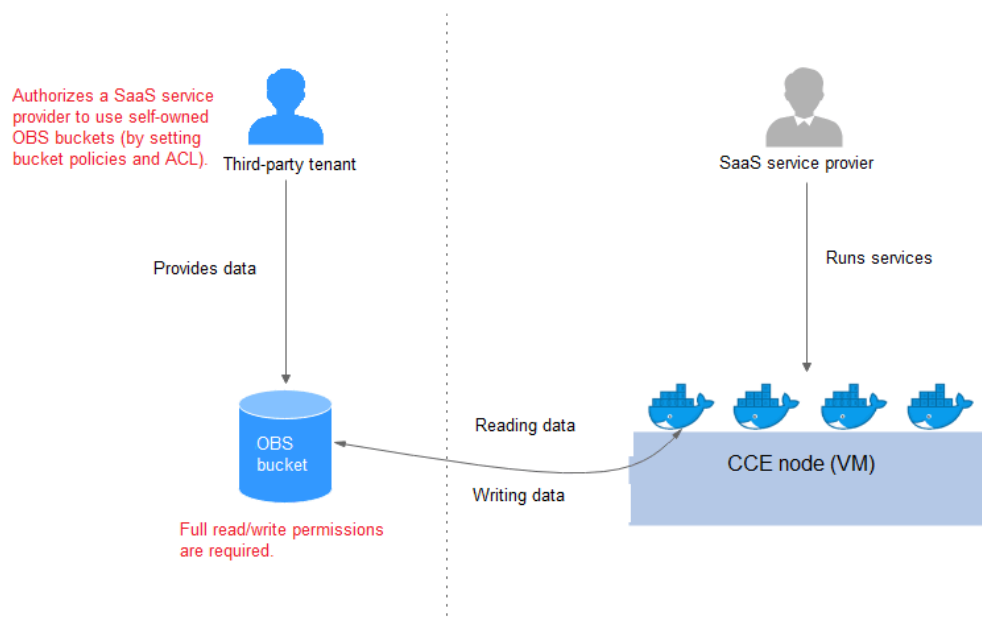 Authorizes a SaaS service
provider to use self-owned
OBS buckets (by setting
bucket policies and ACL).
Third-party tenant
SaaS service provier
Provides data
Runs services
OBS
bucket
Reading data
Writing data
CCE node (VM)
Full read/write permissions
are required.